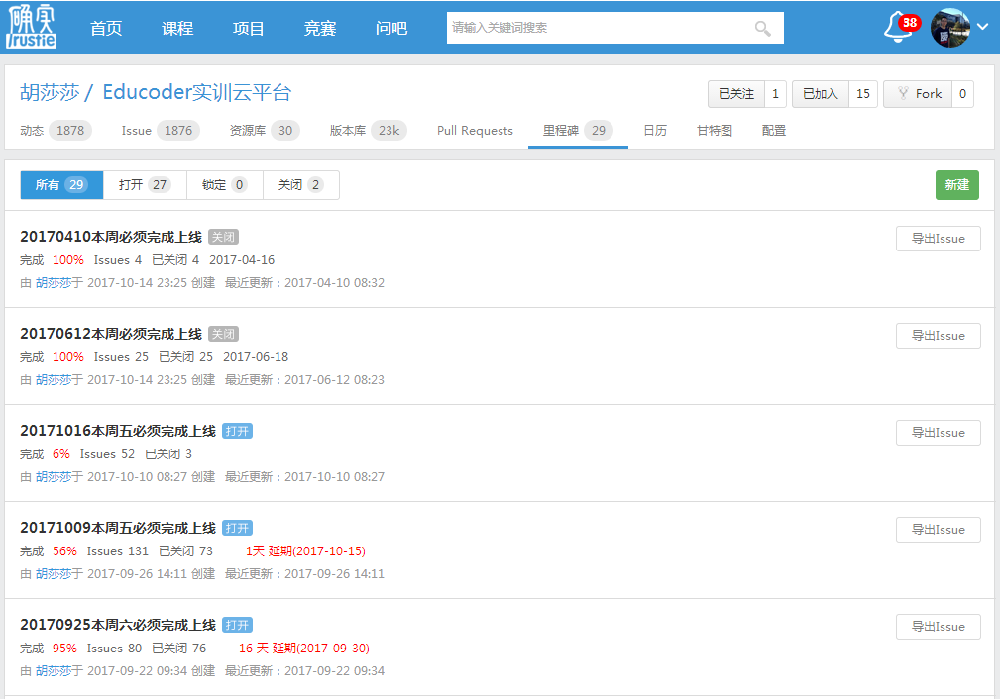 确实
Trustie
首页 课程 项目 竞赛 问吧
请输入关键词搜索
38
胡莎莎 / Educoder实训云平台
已关注 1 已加入 15 Fork 0
动态 1878 Issue 1876 资源库 30 版本库 23k Pull Requests 里程碑 29 日历 甘特图 配置
所有 29 打开 27 锁定 0 关闭 2 新建
20170410本周必须完成上线 关闭 导出Issue
完成 100% Issues 4 已关闭 4 2017-04-16
由 胡莎莎于 2017-10-14 23:25 创建 最近更新：2017-04-10 08:32
20170612本周必须完成上线 关闭 导出Issue
完成 100% Issues 25 已关闭 25 2017-06-18
由 胡莎莎于 2017-10-14 23:25 创建 最近更新：2017-06-12 08:23
20171016本周五必须完成上线 打开 导出Issue
完成 6% Issues 52 已关闭 3
由 胡莎莎于 2017-10-10 08:27 创建 最近更新：2017-10-10 08:27
20171009本周五必须完成上线 打开 导出Issue
完成 56% Issues 131 已关闭 73 1天 延期(2017-10-15)
由 胡莎莎于 2017-09-26 14:11 创建 最近更新：2017-09-26 14:11
20170925本周六必须完成上线 打开 导出Issue
完成 95% Issues 80 已关闭 76 16 天 延期(2017-09-30)
由 胡莎莎于 2017-09-22 09:34 创建 最近更新：2017-09-22 09:34